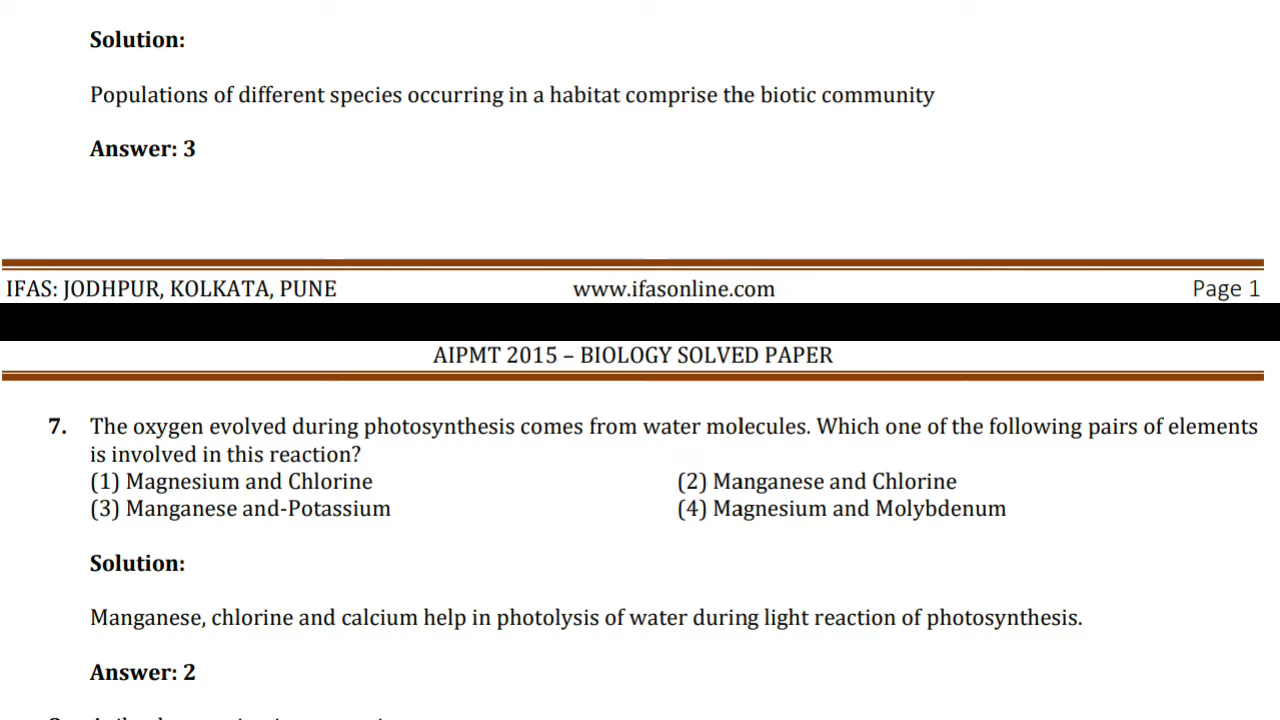 Solution:
Populations of different species occurring in a habitat comprise the biotic community
Answer: 3
IFAS: JODHPUR, KOLKATA, PUNE www.ifasonline.com Page 1
AIPMT 2015 – BIOLOGY SOLVED PAPER
7. The oxygen evolved during photosynthesis comes from water molecules. Which one of the following pairs of elements
is involved in this reaction?
(1) Magnesium and Chlorine (2) Manganese and Chlorine
(3) Manganese and-Potassium (4) Magnesium and Molybdenum
Solution:
Manganese, chlorine and calcium help in photolysis of water during light reaction of photosynthesis.
Answer: 2